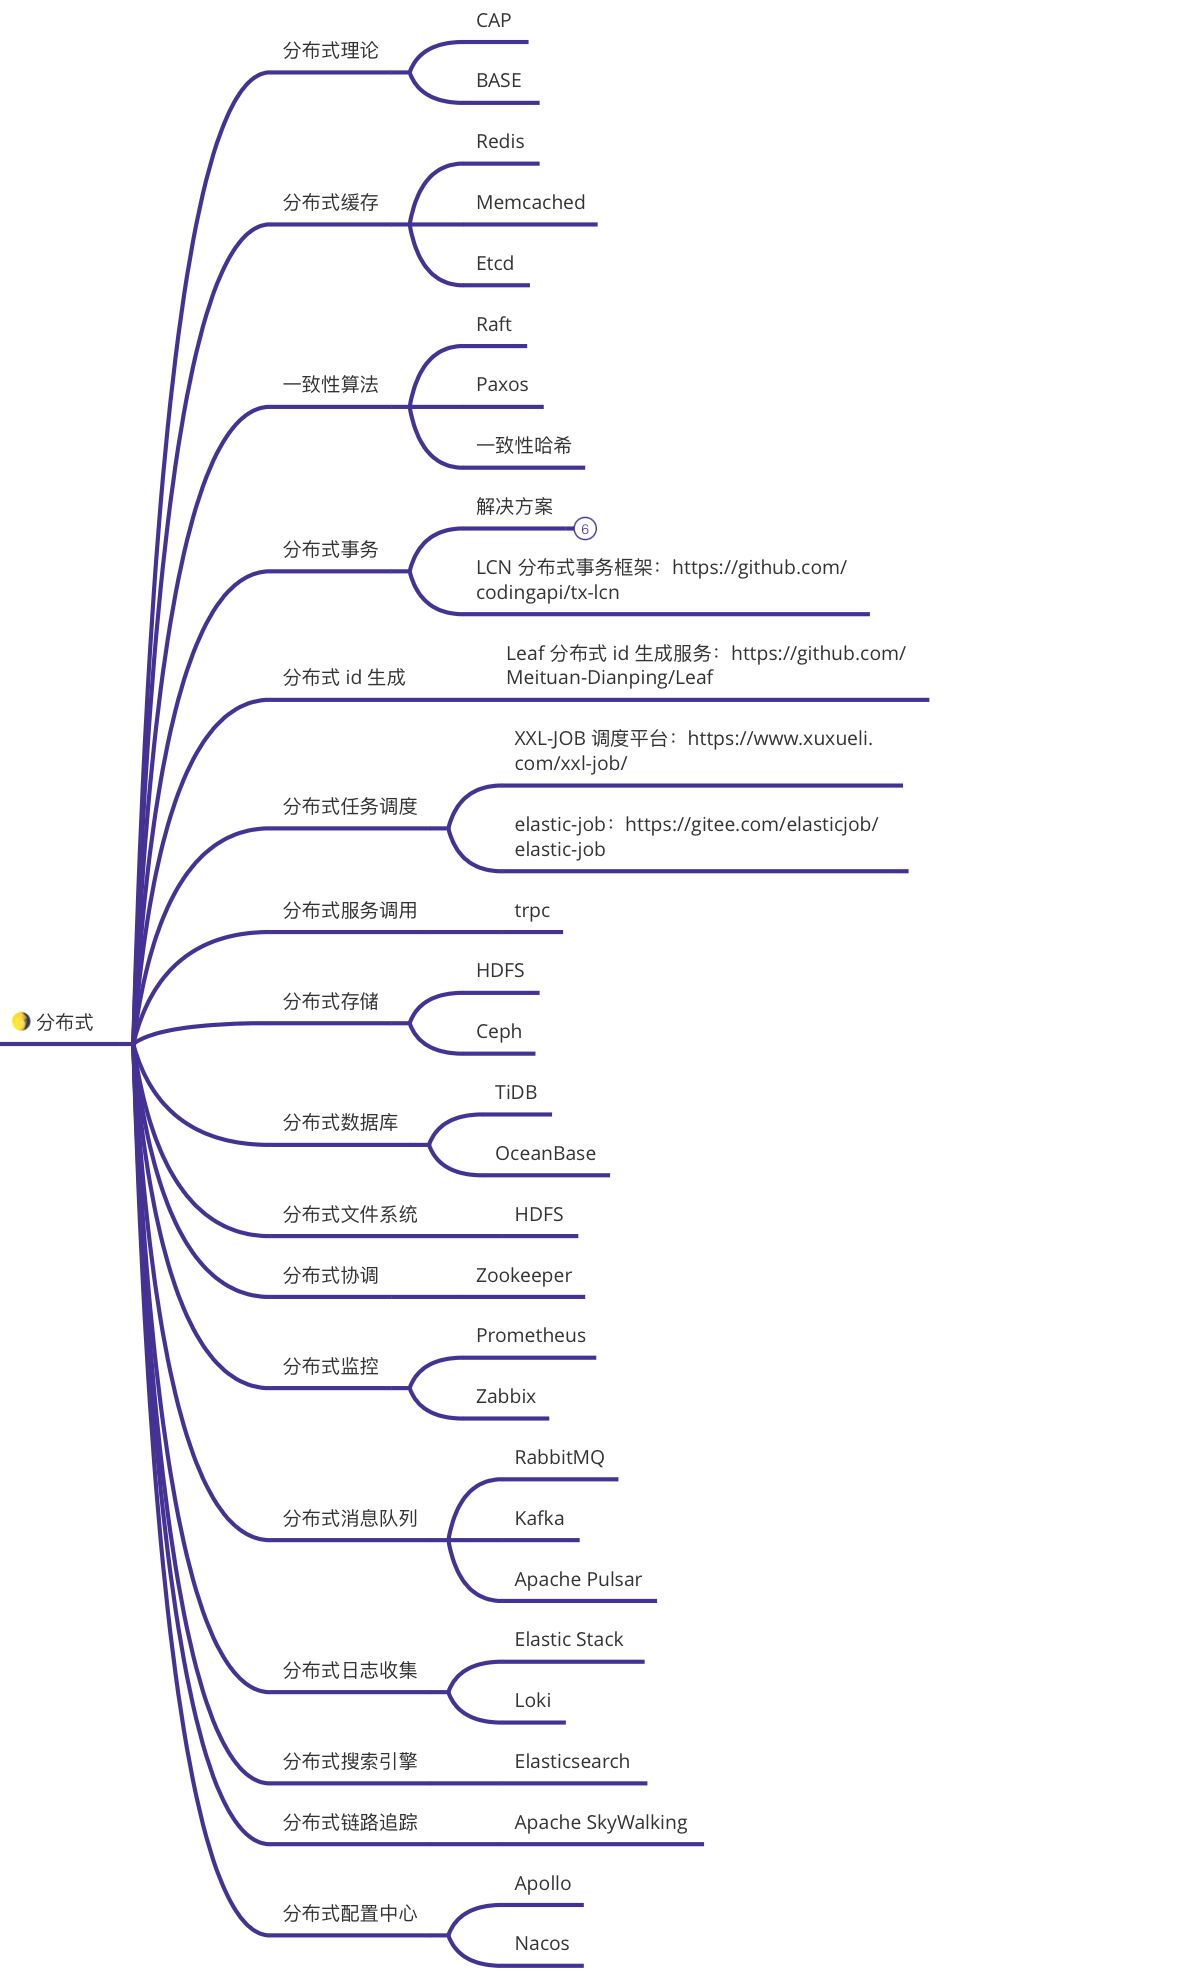 分布式理论
CAP
BASE
分布式缓存
Redis
Memcached
Etcd
一致性算法
Raft
Paxos
一致性哈希
分布式事务
解决方案
6
LCN 分布式事务框架：https://github.com/
codingapi/tx-lcn
分布式 id 生成
Leaf 分布式 id 生成服务：https://github.com/
Meituan-Dianping/Leaf
分布式任务调度
XXL-JOB 调度平台：https://www.xuxueli.
com/xxl-job/
elastic-job：https://gitee.com/elasticjob/
elastic-job
分布式服务调用
trpc
🌖 分布式
分布式存储
HDFS
Ceph
分布式数据库
TiDB
OceanBase
分布式文件系统
HDFS
分布式协调
Zookeeper
分布式监控
Prometheus
Zabbix
分布式消息队列
RabbitMQ
Kafka
Apache Pulsar
分布式日志收集
Elastic Stack
Loki
分布式搜索引擎
Elasticsearch
分布式链路追踪
Apache SkyWalking
分布式配置中心
Apollo
Nacos